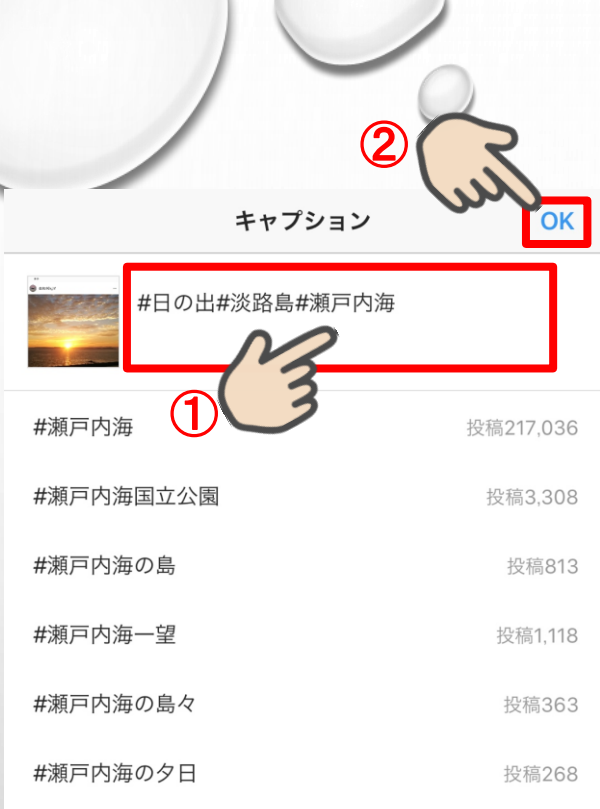 ②
キャプション
OK
#日の出#淡路島#瀬戸内海
①
#瀬戸内海 投稿217,036
#瀬戸内海国立公園 投稿3,308
#瀬戸内海の島 投稿813
#瀬戸内海一望 投稿1,118
#瀬戸内海の島々 投稿363
#瀬戸内海の夕日 投稿268